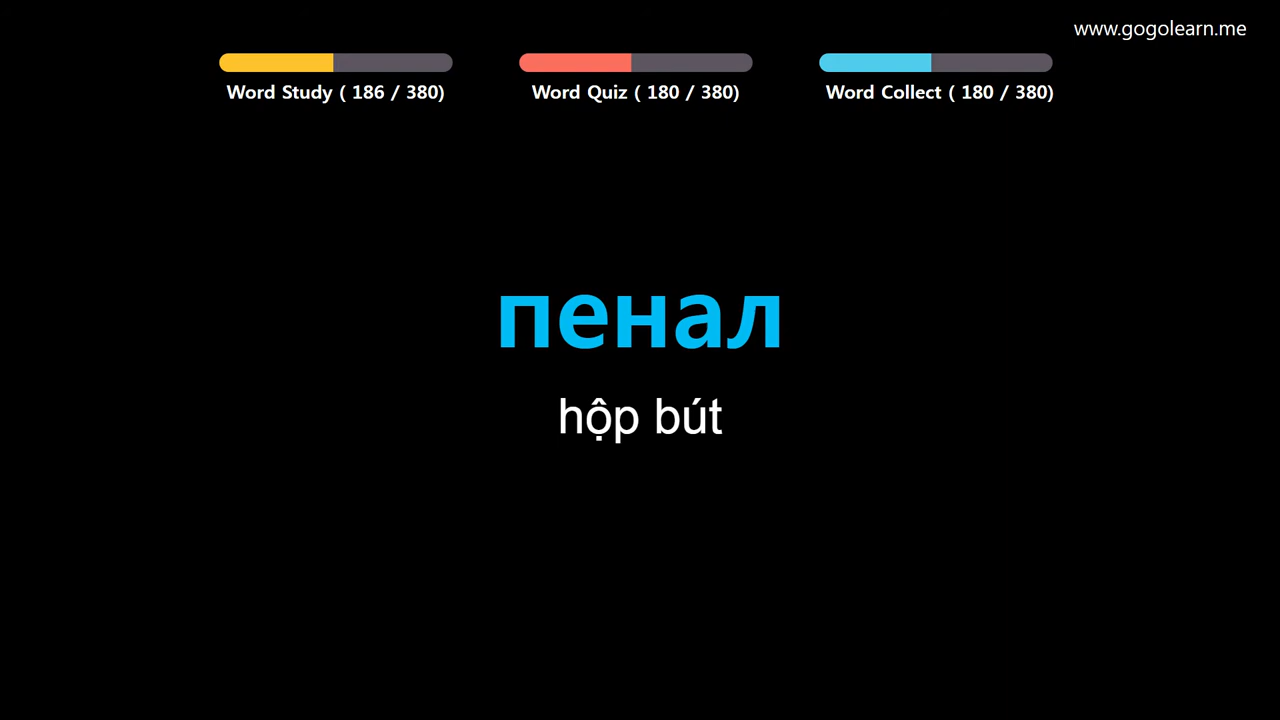 www.gogolearn.me
Word Study ( 186 / 380)
Word Quiz ( 180 / 380)
Word Collect ( 180 / 380)
пенал
hộp bút